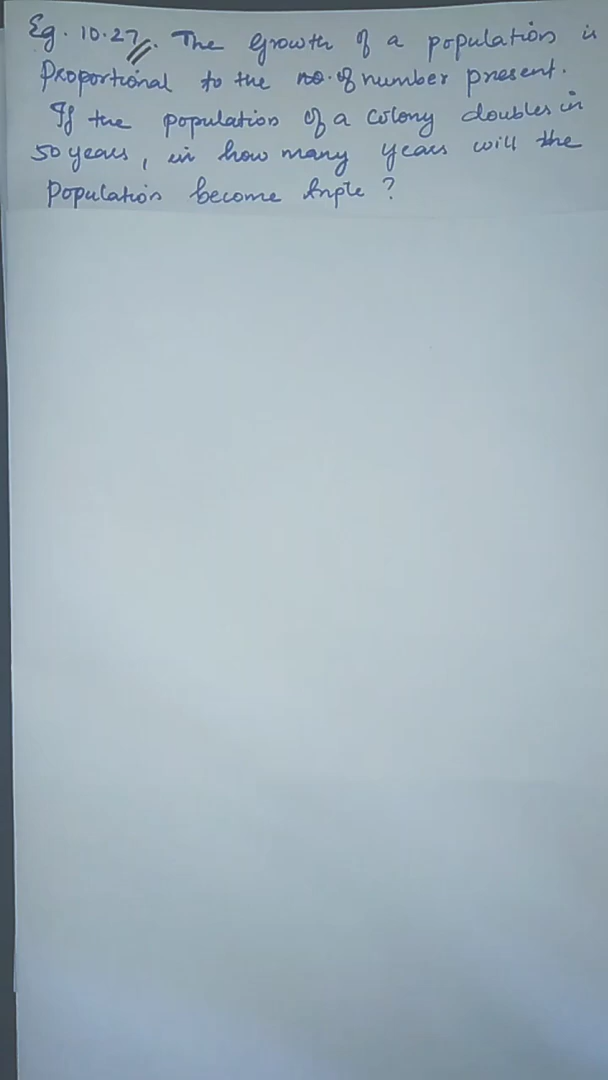 Eg. 10.27. The Growth of a population is
Proportional to the no. of number present.
If the population of a colony doubles in
50 years, in how many years will the
Population become triple ?